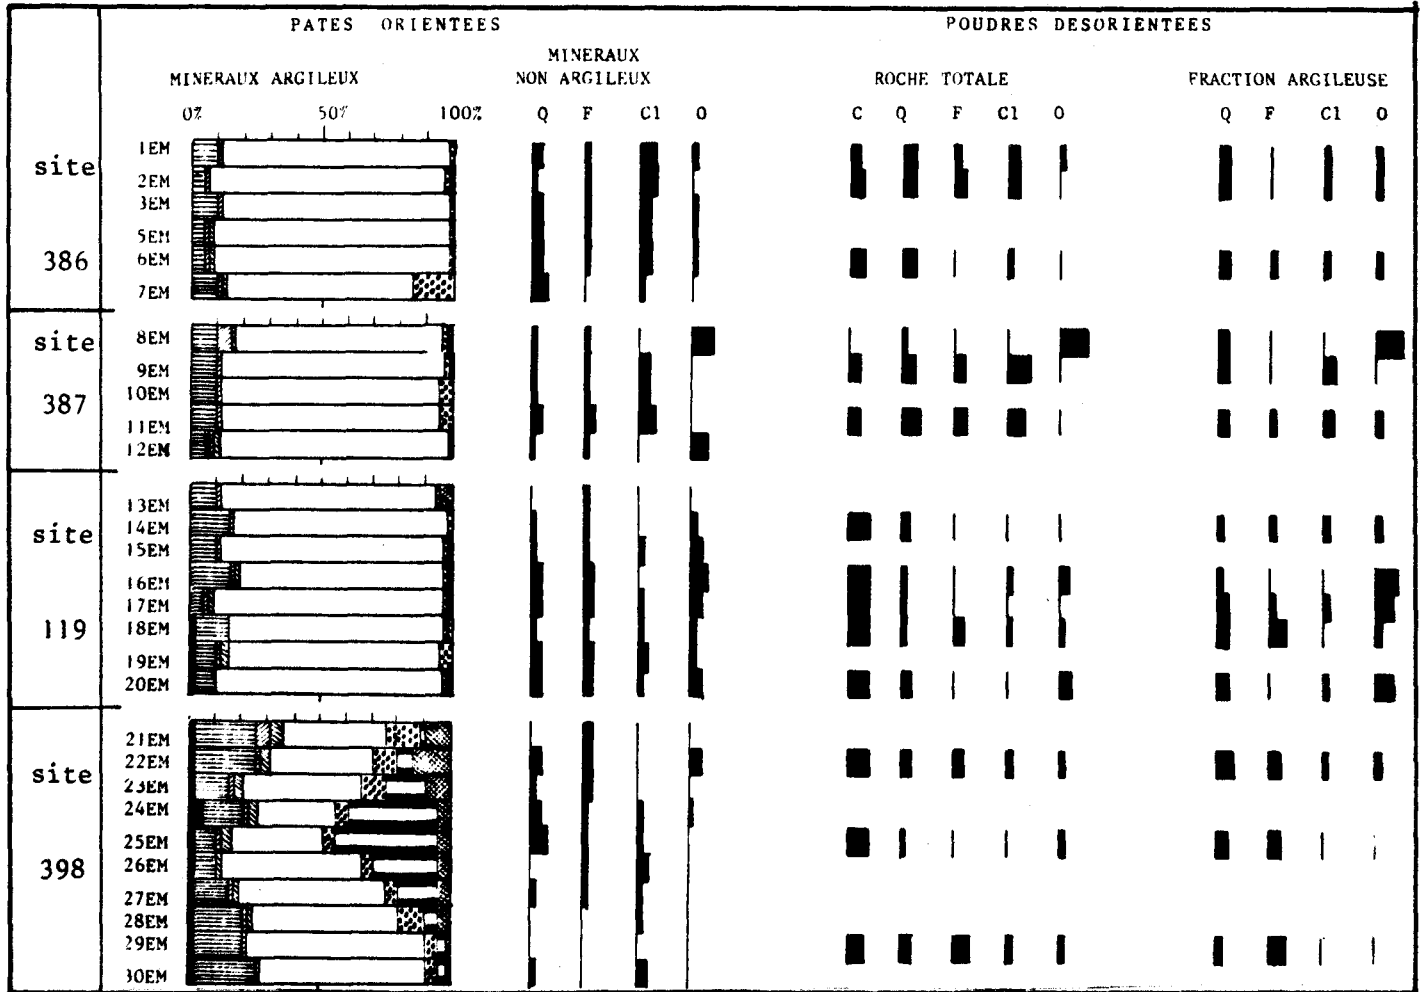 PATES ORIENTEES POUDRES DESORIENTEES
MINERAUX ARGILEUX MINERAUX NON ARGILEUX ROCHE TOTALE FRACTION ARGILEUSE
0% 50% 100% Q F Cl O C Q F Cl O Q F Cl O
site 386
1EM
2EM
3EM
5EM
6EM
7EM
site 387
8EM
9EM
10EM
11EM
12EM
site 119
13EM
14EM
15EM
16EM
17EM
18EM
19EM
20EM
site 398
21EM
22EM
23EM
24EM
25EM
26EM
27EM
28EM
29EM
30EM